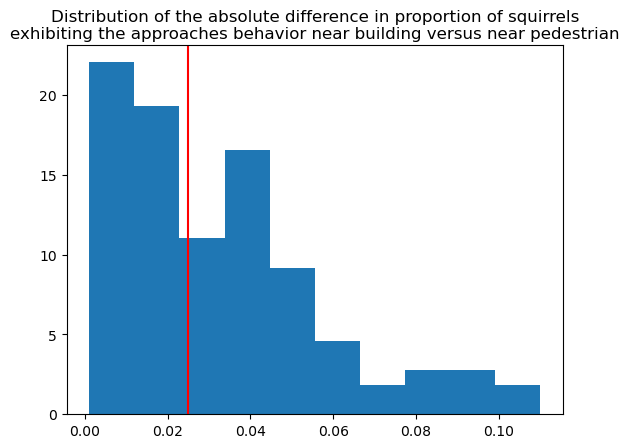 Distribution of the absolute difference in proportion of squirrels
exhibiting the approaches behavior near building versus near pedestrian
20
15
10
5
0
0.00 0.02 0.04 0.06 0.08 0.10